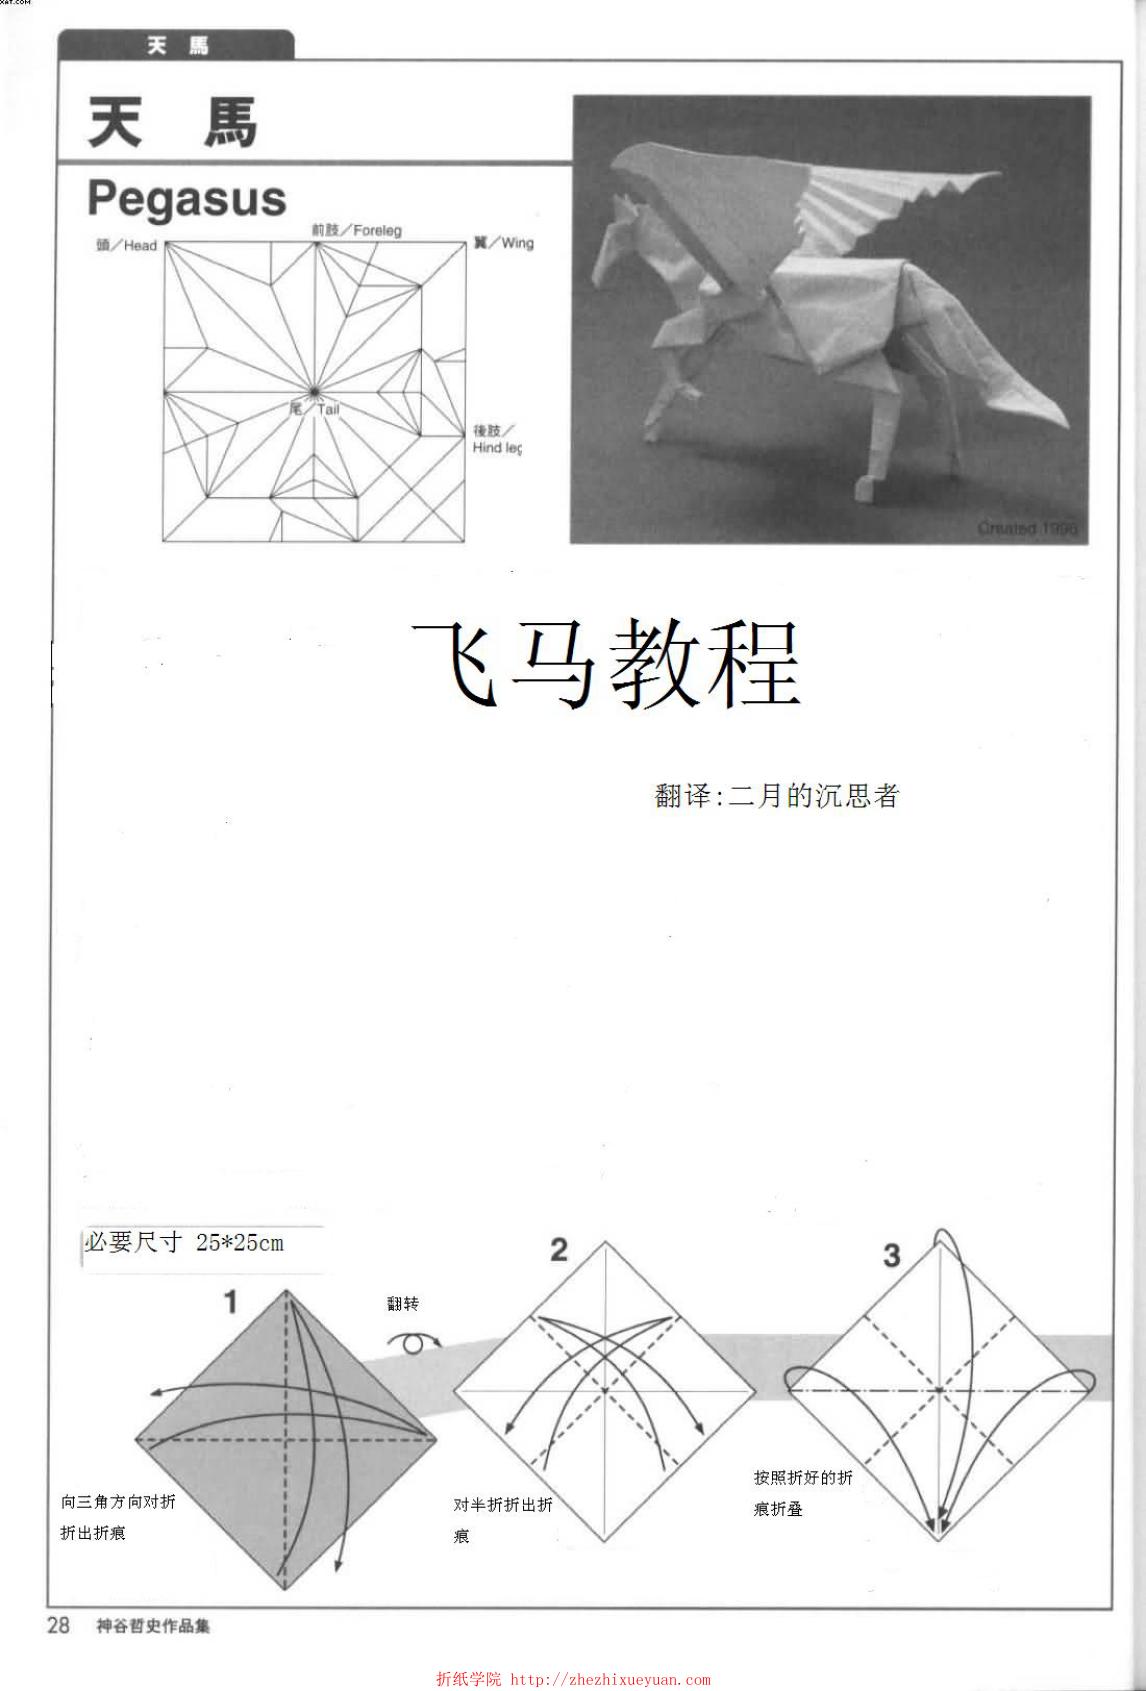 XAT.COM
天 馬
天 馬
Pegasus
頭/Head
前肢/Foreleg
翼/Wing
尾/Tail
後肢/
Hind leg
Created 1996
飞马教程
翻译:二月的沉思者
必要尺寸 25*25cm
1
翻转
2
3
向三角方向对折
折出折痕
对半折折出折
痕
按照折好的折
痕折叠
28 神谷哲史作品集
折纸学院 http://zhezhixueyuan.com